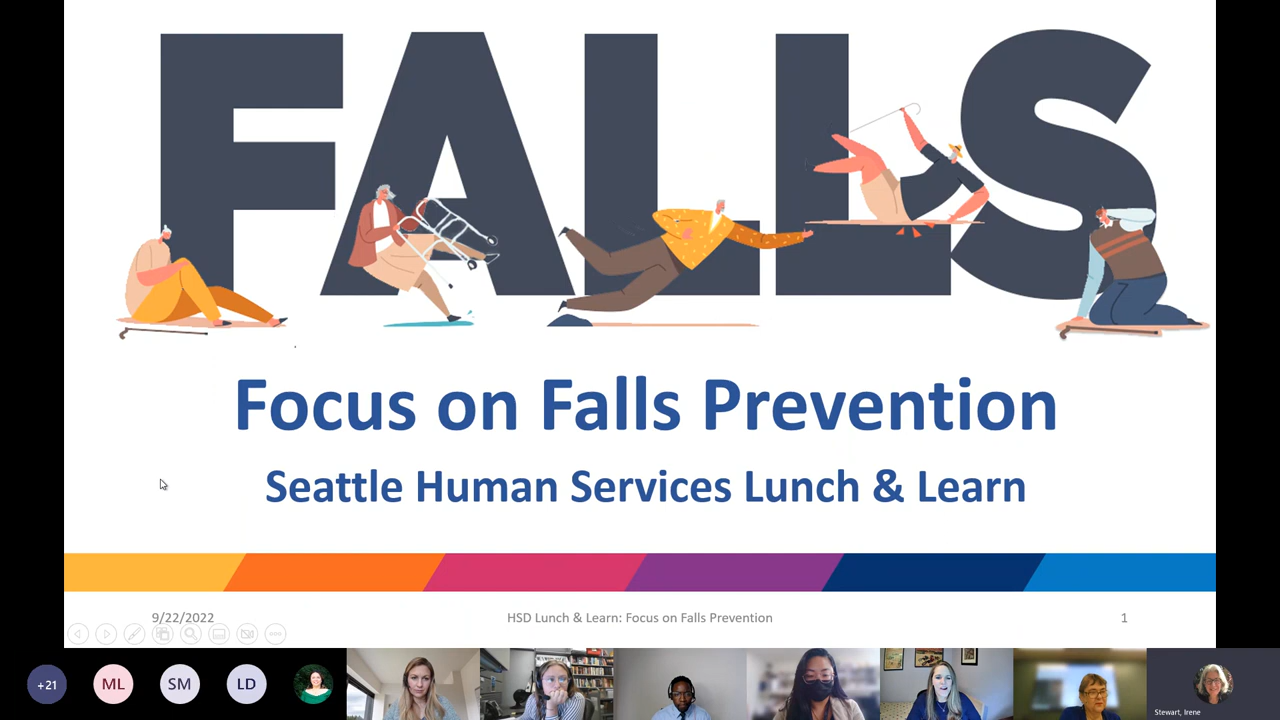 FALLS
Focus on Falls Prevention
Seattle Human Services Lunch & Learn
9/22/2022
HSD Lunch & Learn: Focus on Falls Prevention
1
+21
ML
SM
LD
Stewart, Irene